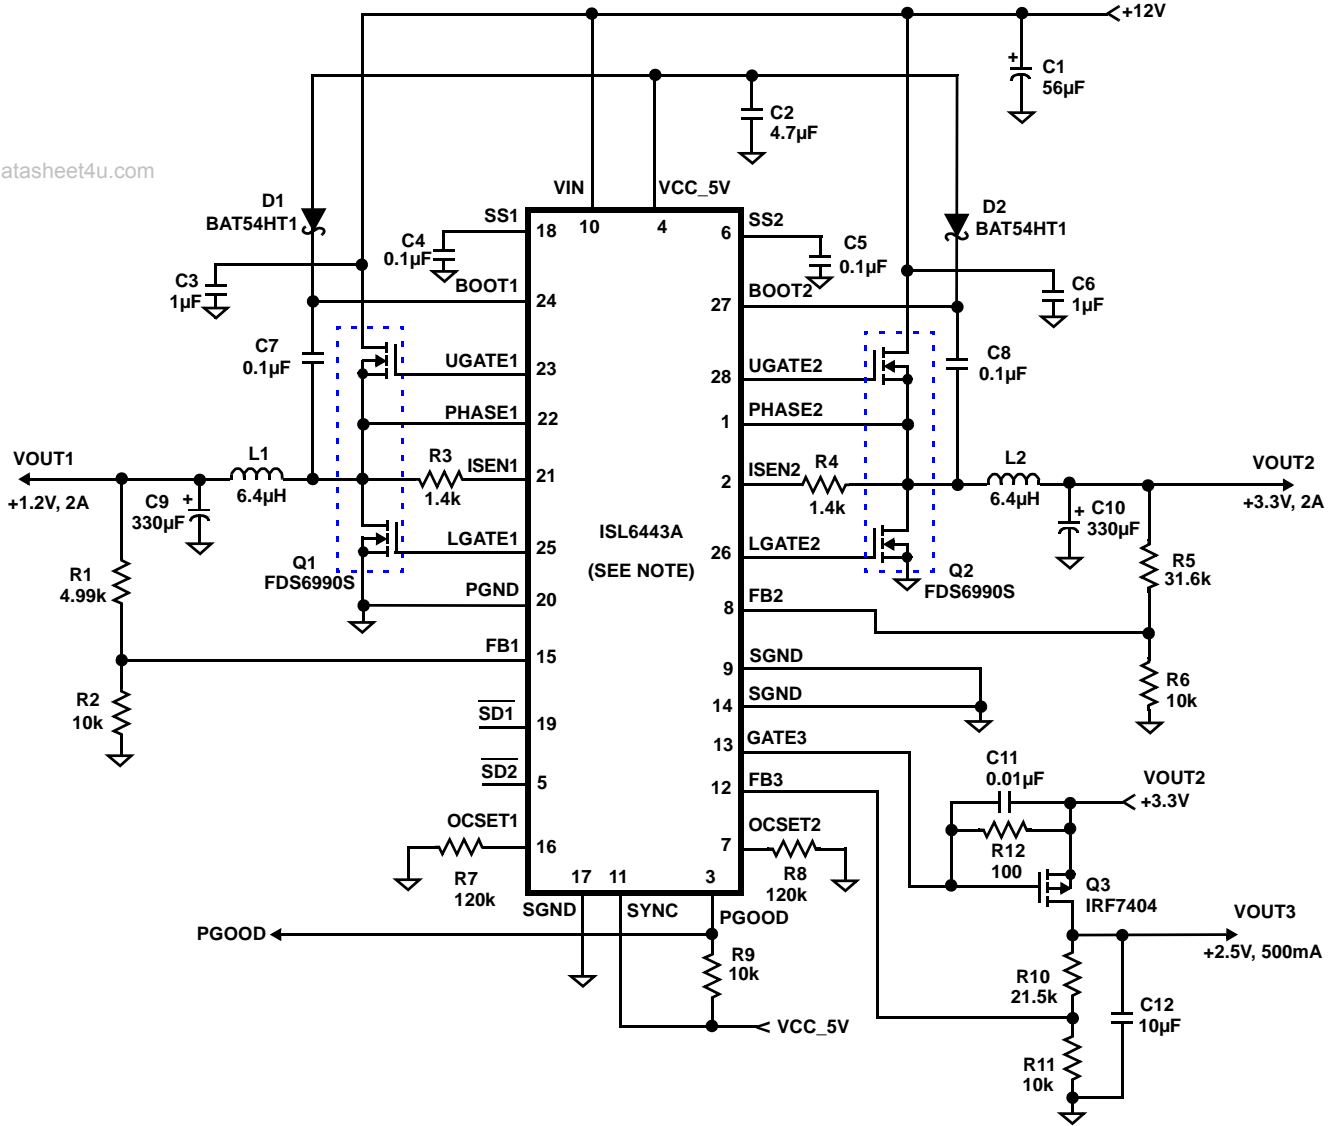 +12V
C1
56µF
C2
4.7µF
atasheet4u.com
VIN
VCC_5V
D1
BAT54HT1
D2
BAT54HT1
SS1
18
10
4
6
SS2
C4
0.1µF
C5
0.1µF
C3
1µF
BOOT1
24
27
BOOT2
C6
1µF
C7
0.1µF
UGATE1
23
28
UGATE2
C8
0.1µF
PHASE1
22
1
PHASE2
VOUT1
+1.2V, 2A
L1
6.4µH
C9
+
330µF
R3
1.4k
ISEN1
21
2
ISEN2
R4
1.4k
L2
6.4µH
VOUT2
+3.3V, 2A
+
C10
330µF
LGATE1
25
ISL6443A
(SEE NOTE)
26
LGATE2
Q1
FDS6990S
Q2
FDS6990S
R1
4.99k
R5
31.6k
PGND
20
8
FB2
FB1
15
9
SGND
R2
10k
14
SGND
R6
10k
SD1
19
13
GATE3
SD2
5
12
FB3
C11
0.01µF
VOUT2
+3.3V
OCSET1
16
7
OCSET2
R12
100
R7
120k
R8
120k
17
11
3
Q3
IRF7404
SGND
SYNC
PGOOD
PGOOD
VOUT3
+2.5V, 500mA
R9
10k
R10
21.5k
C12
10µF
VCC_5V
R11
10k
+